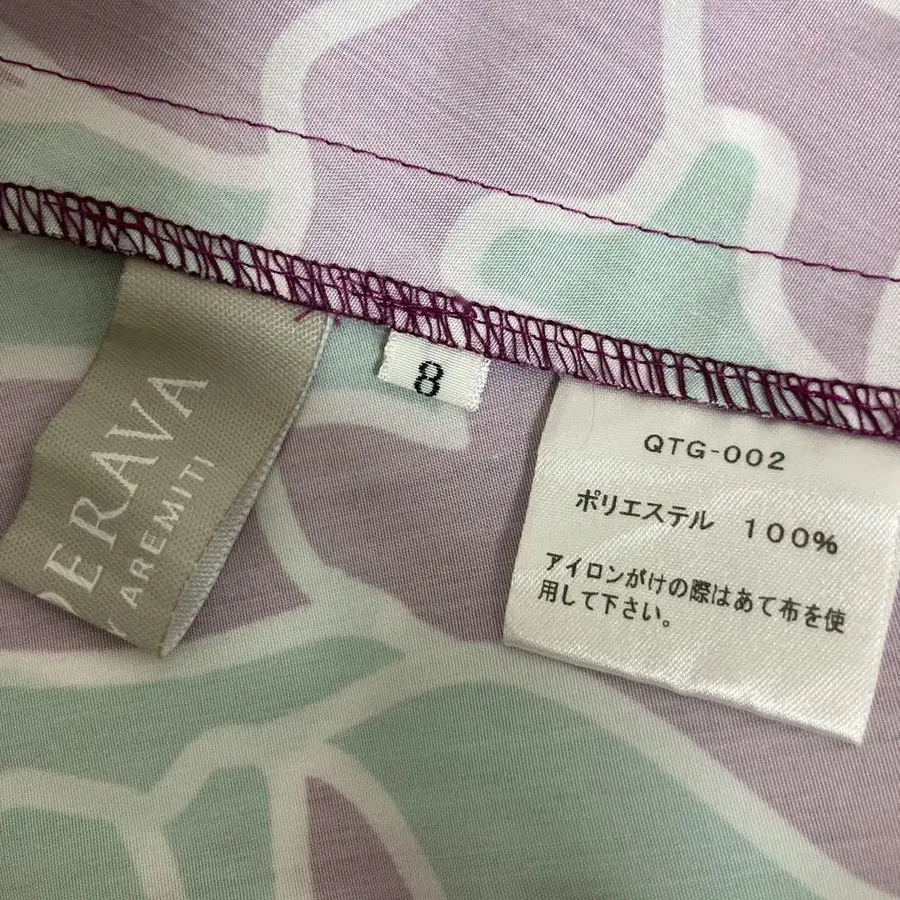 ERAVA
AREMITI
8
QTG-002
ポリエステル 100%
アイロンがけの際はあて布を使
用して下さい。